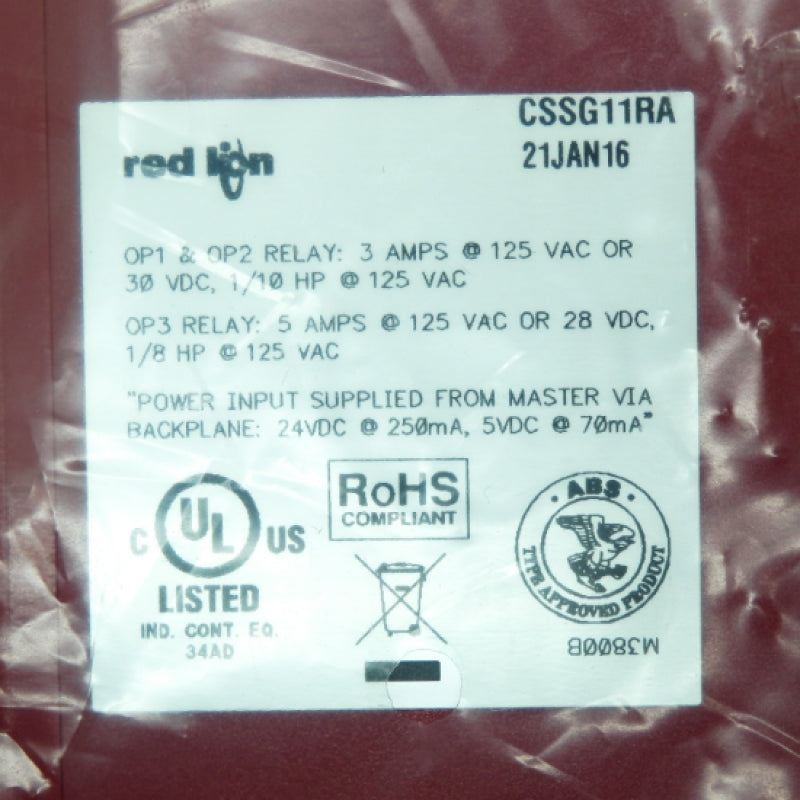 CSSG11RA
red lion
21JAN16
OP1 & OP2 RELAY: 3 AMPS @ 125 VAC OR
30 VDC, 1/10 HP @ 125 VAC
OP3 RELAY: 5 AMPS @ 125 VAC OR 28 VDC,
1/8 HP @ 125 VAC
"POWER INPUT SUPPLIED FROM MASTER VIA
BACKPLANE: 24VDC @ 250mA, 5VDC @ 70mA"
C UL US
LISTED
IND. CONT. EQ.
34AD
RoHS
COMPLIANT
• ABS •
TYPE APPROVED PRODUCT
M3800B